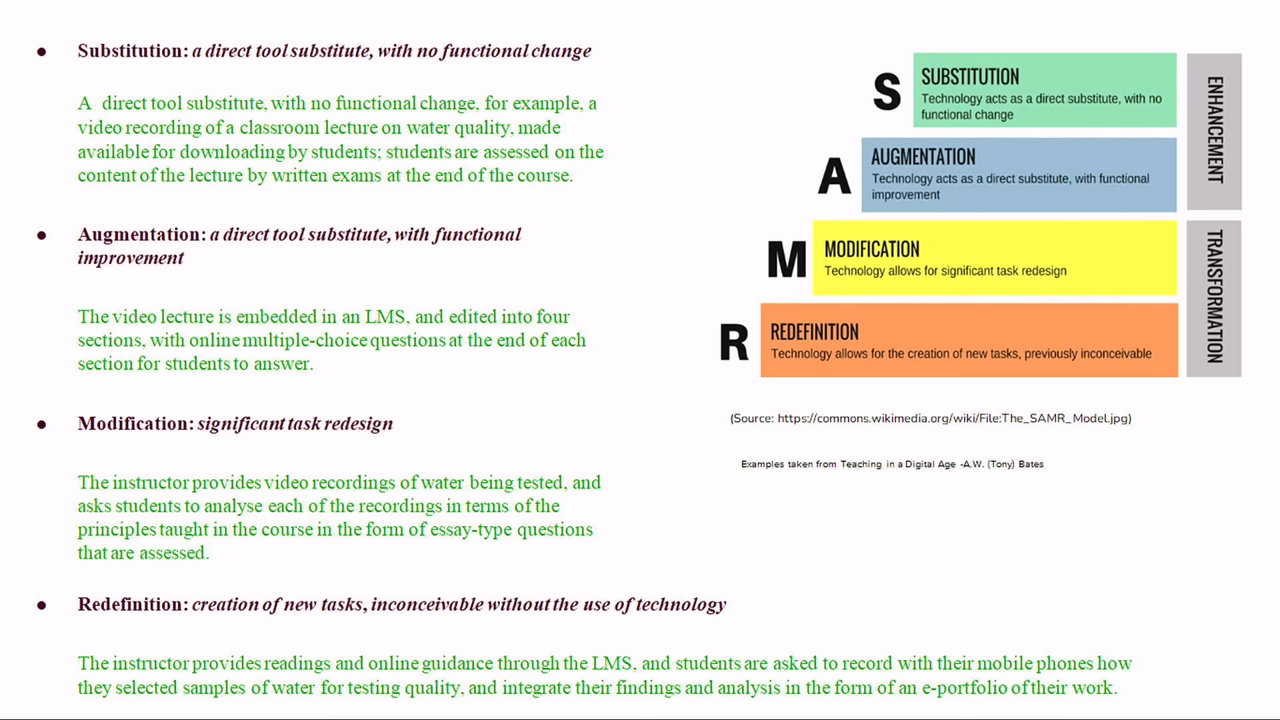 ● Substitution: a direct tool substitute, with no functional change
A direct tool substitute, with no functional change, for example, a
video recording of a classroom lecture on water quality, made
available for downloading by students; students are assessed on the
content of the lecture by written exams at the end of the course.
● Augmentation: a direct tool substitute, with functional
improvement
The video lecture is embedded in an LMS, and edited into four
sections, with online multiple-choice questions at the end of each
section for students to answer.
● Modification: significant task redesign
The instructor provides video recordings of water being tested, and
asks students to analyse each of the recordings in terms of the
principles taught in the course in the form of essay-type questions
that are assessed.
● Redefinition: creation of new tasks, inconceivable without the use of technology
The instructor provides readings and online guidance through the LMS, and students are asked to record with their mobile phones how
they selected samples of water for testing quality, and integrate their findings and analysis in the form of an e-portfolio of their work.
S
SUBSTITUTION
Technology acts as a direct substitute, with no
functional change
A
AUGMENTATION
Technology acts as a direct substitute, with functional
improvement
ENHANCEMENT
M
MODIFICATION
Technology allows for significant task redesign
R
REDEFINITION
Technology allows for the creation of new tasks, previously inconceivable
TRANSFORMATION
(Source: https://commons.wikimedia.org/wiki/File:The_SAMR_Model.jpg)
Examples taken from Teaching in a Digital Age -A.W. (Tony) Bates